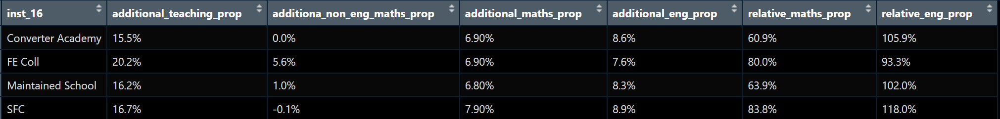 inst_16 additional_teaching_prop additiona_non_eng_maths_prop additional_maths_prop additional_eng_prop relative_maths_prop relative_eng_prop
Converter Academy 15.5% 0.0% 6.90% 8.6% 60.9% 105.9%
FE Coll 20.2% 5.6% 6.90% 7.6% 80.0% 93.3%
Maintained School 16.2% 1.0% 6.80% 8.3% 63.9% 102.0%
SFC 16.7% -0.1% 7.90% 8.9% 83.8% 118.0%